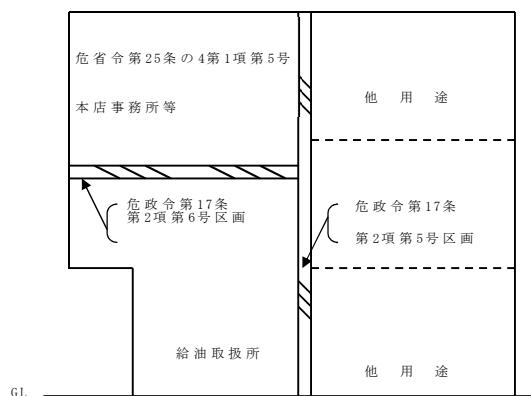 危省令第25条の4第1項第5号
本店事務所等
他用途
危政令第17条
第2項第6号区画
危政令第17条
第2項第5号区画
給油取扱所
他用途
GL